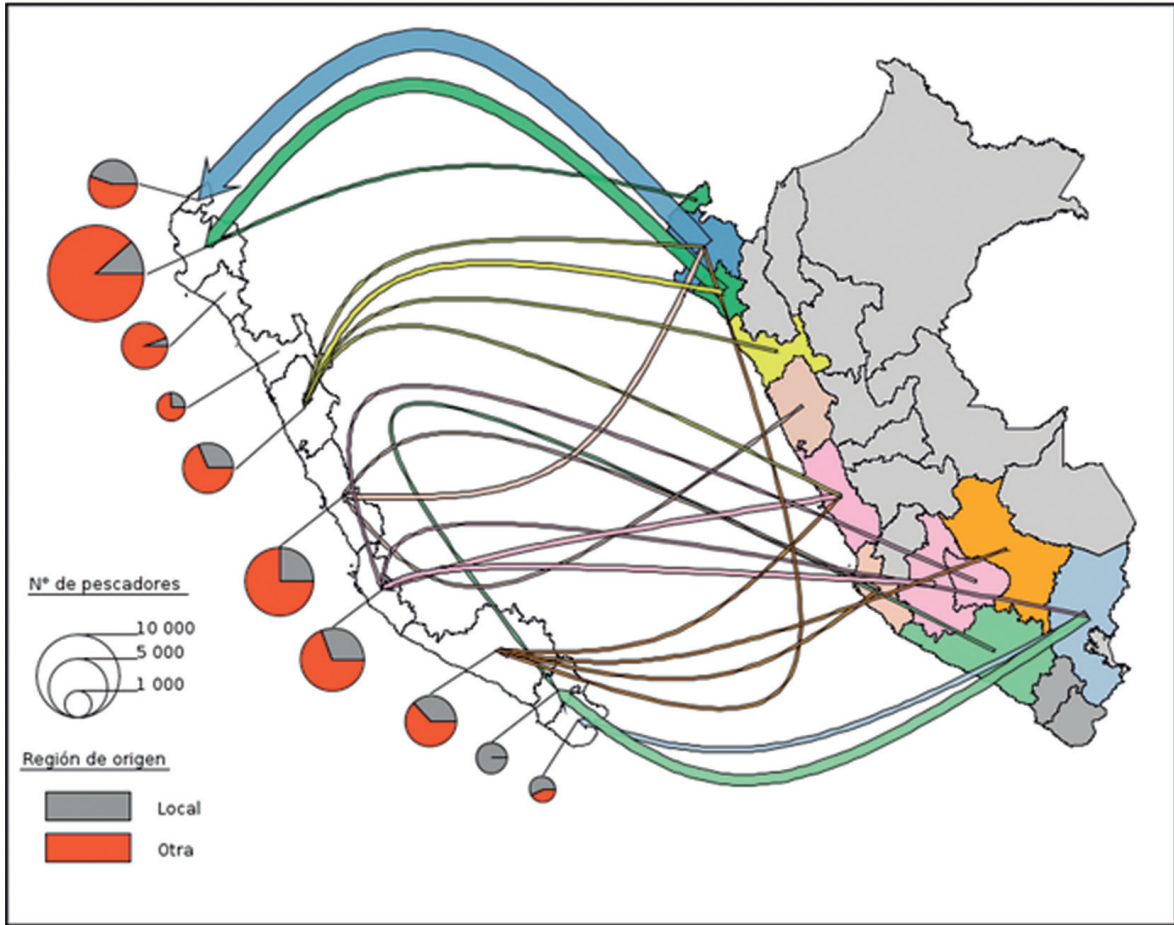 N° de pescadores
10 000
5 000
1 000
Región de origen
Local
Otra